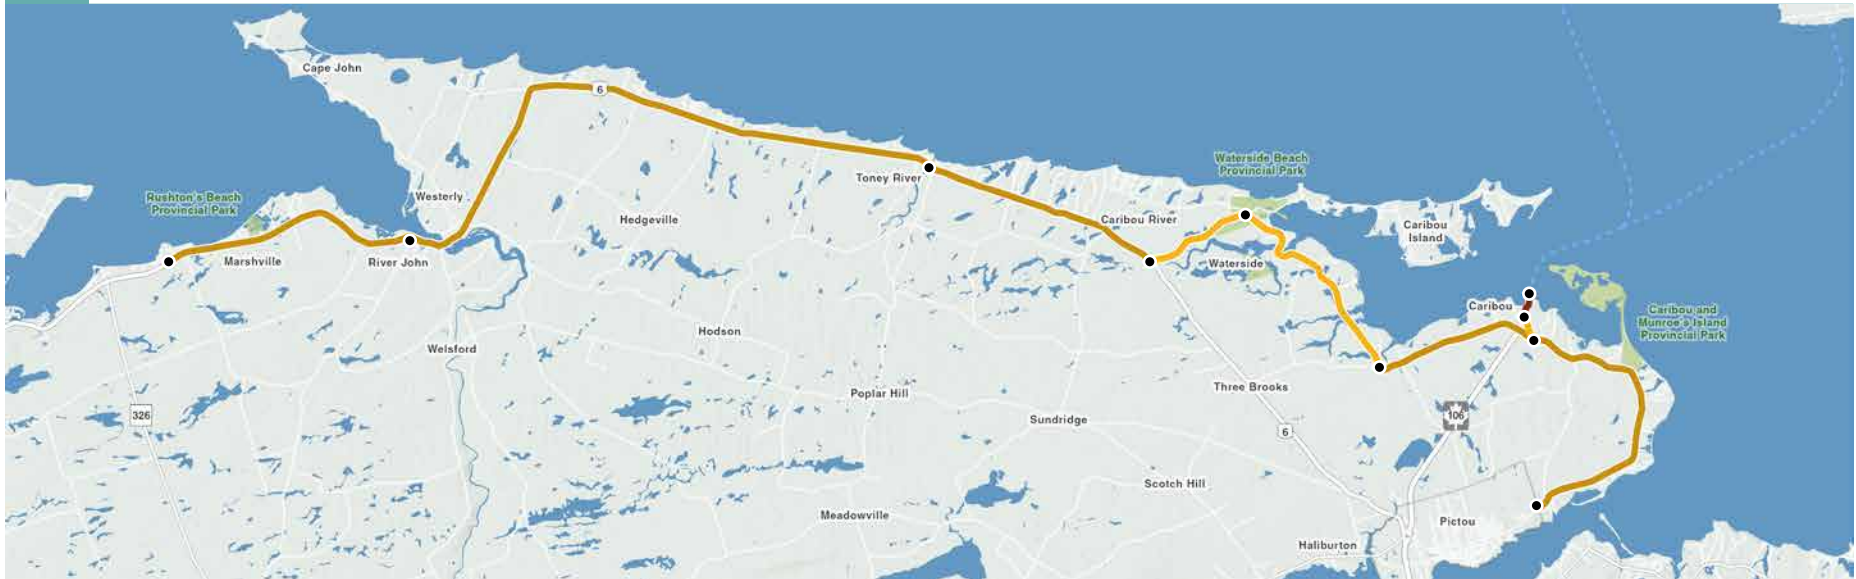 Cape John
6
Waterside Beach
Provincial Park
Toney River
Rushton's Beach
Provincial Park
Westerly
Hedgeville
Caribou River
Caribou
Island
Marshville
River John
Waterside
Caribou
Caribou and
Munroe's Island
Provincial Park
Hodson
Welsford
Three Brooks
Poplar Hill
326
106
Sundridge
6
Scotch Hill
Meadowville
Pictou
Haliburton